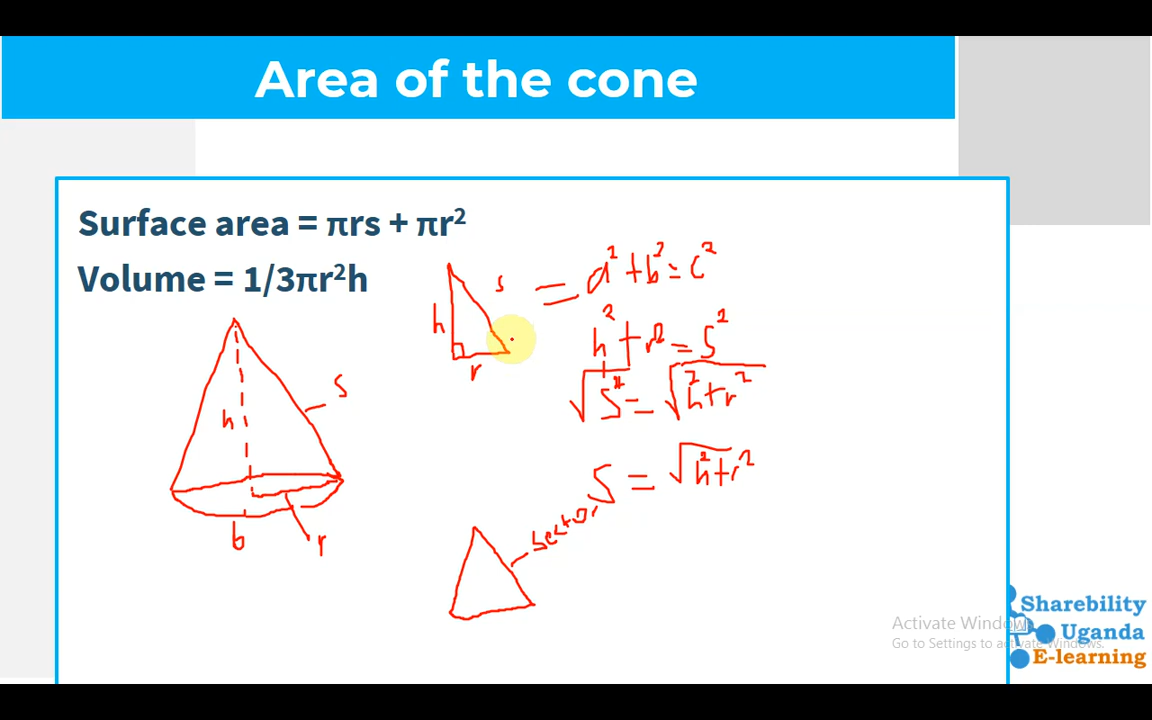 Area of the cone
Surface area = πrs + πr²
Volume = 1/3πr²h
s
h
r
= a² + b² = c²
h² + r² = s²
√s² = √h² + r²
s = √h² + r²
h
s
b
r
sector
Activate Windows
Go to Settings to activate Windows.
Sharebility
Uganda
E-learning